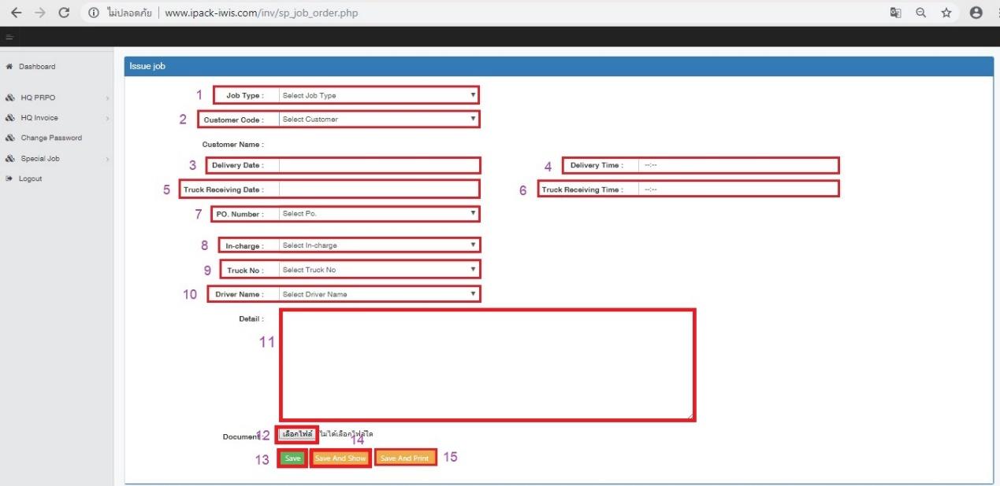 ไม่ปลอดภัย www.ipack-iwis.com/inv/sp_job_order.php
Dashboard
HQ PRPO
HQ Invoice
Change Password
Special Job
Logout
Issue job
1 Job Type : Select Job Type
2 Customer Code : Select Customer
Customer Name :
3 Delivery Date :
4 Delivery Time : --:--
5 Truck Receiving Date :
6 Truck Receiving Time : --:--
7 PO. Number : Select Po.
8 In-charge : Select In-charge
9 Truck No : Select Truck No
10 Driver Name : Select Driver Name
Detail :
11
Document : 12 เลือกไฟล์ ไม่ได้เลือกไฟล์ใด
14
13 Save Save And Show Save And Print 15